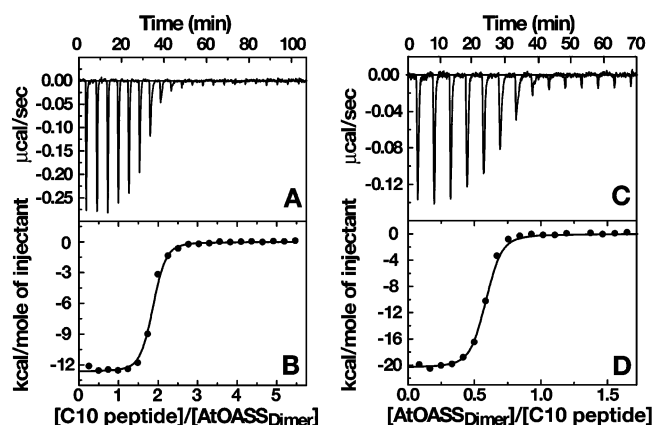 Time (min)
0 20 40 60 80 100
0.00
-0.05
-0.10
-0.15
-0.20
-0.25
µcal/sec
A
0
-3
-6
-9
-12
kcal/mole of injectant
B
0 1 2 3 4 5
[C10 peptide]/[AtOASSDimer]
Time (min)
0 10 20 30 40 50 60 70
0.00
-0.04
-0.08
-0.12
µcal/sec
C
0
-4
-8
-12
-16
-20
kcal/mole of injectant
D
0.0 0.5 1.0 1.5
[AtOASSDimer]/[C10 peptide]